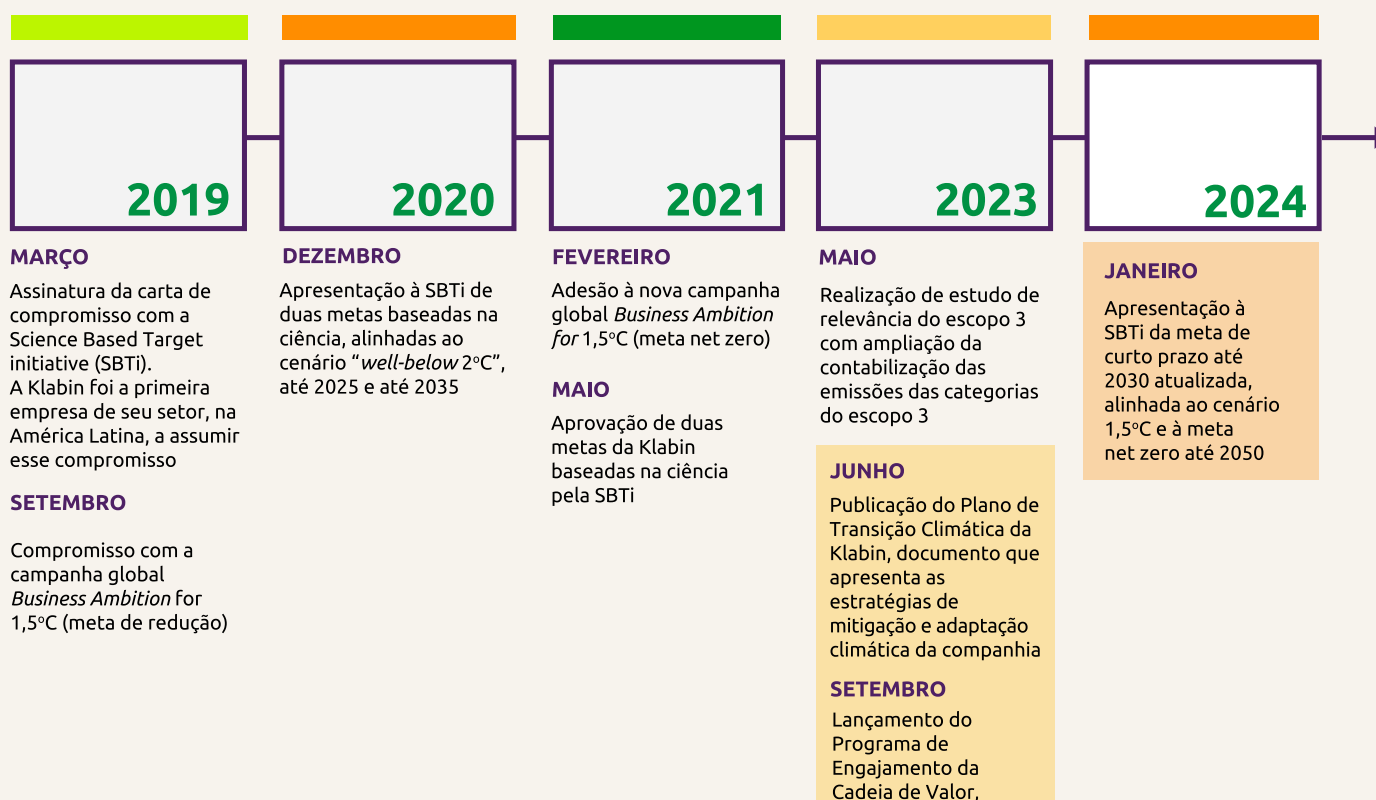 2019
MARÇO
Assinatura da carta de
compromisso com a
Science Based Target
initiative (SBTi).
A Klabin foi a primeira
empresa de seu setor, na
América Latina, a assumir
esse compromisso
SETEMBRO
Compromisso com a
campanha global
Business Ambition for
1,5ºC (meta de redução)
2020
DEZEMBRO
Apresentação à SBTi de
duas metas baseadas na
ciência, alinhadas ao
cenário “well-below 2ºC”,
até 2025 e até 2035
2021
FEVEREIRO
Adesão à nova campanha
global Business Ambition
for 1,5ºC (meta net zero)
MAIO
Aprovação de duas
metas da Klabin
baseadas na ciência
pela SBTi
2023
MAIO
Realização de estudo de
relevância do escopo 3
com ampliação da
contabilização das
emissões das categorias
do escopo 3
JUNHO
Publicação do Plano de
Transição Climática da
Klabin, documento que
apresenta as
estratégias de
mitigação e adaptação
climática da companhia
SETEMBRO
Lançamento do
Programa de
Engajamento da
Cadeia de Valor,
2024
JANEIRO
Apresentação à
SBTi da meta de
curto prazo até
2030 atualizada,
alinhada ao cenário
1,5ºC e à meta
net zero até 2050